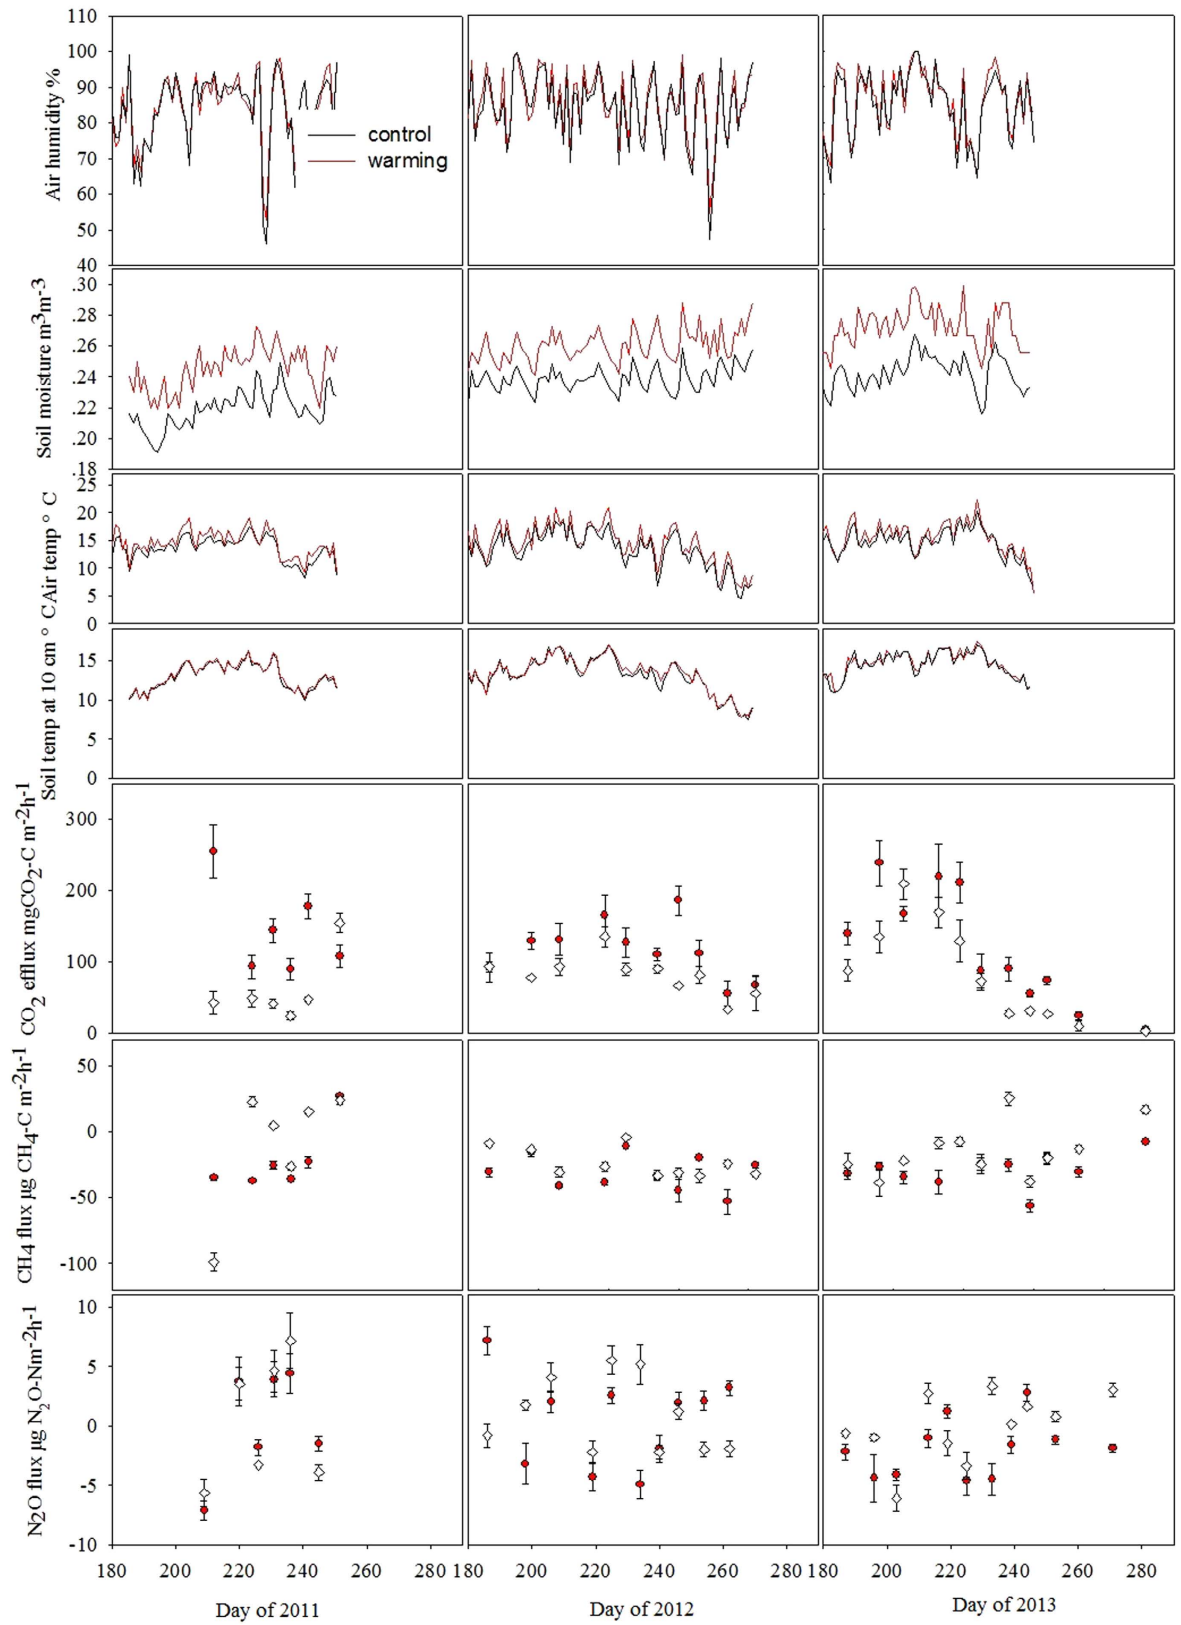 110
100
90
80
70
60
50
40
Air humidity %
control
warming
.30
.28
.26
.24
.22
.20
.18
Soil moisture m3m-3
25
20
15
10
5
0
Air temp ° C
15
10
5
0
Soil temp at 10 cm ° C
300
200
100
0
CO2 efflux mgCO2-C m-2h-1
50
0
-50
-100
CH4 flux µg CH4-C m-2h-1
10
5
0
-5
-10
N2O flux µg N2O-Nm-2h-1
180 200 220 240 260 280 180 200 220 240 260 280 180 200 220 240 260 280
Day of 2011
Day of 2012
Day of 2013